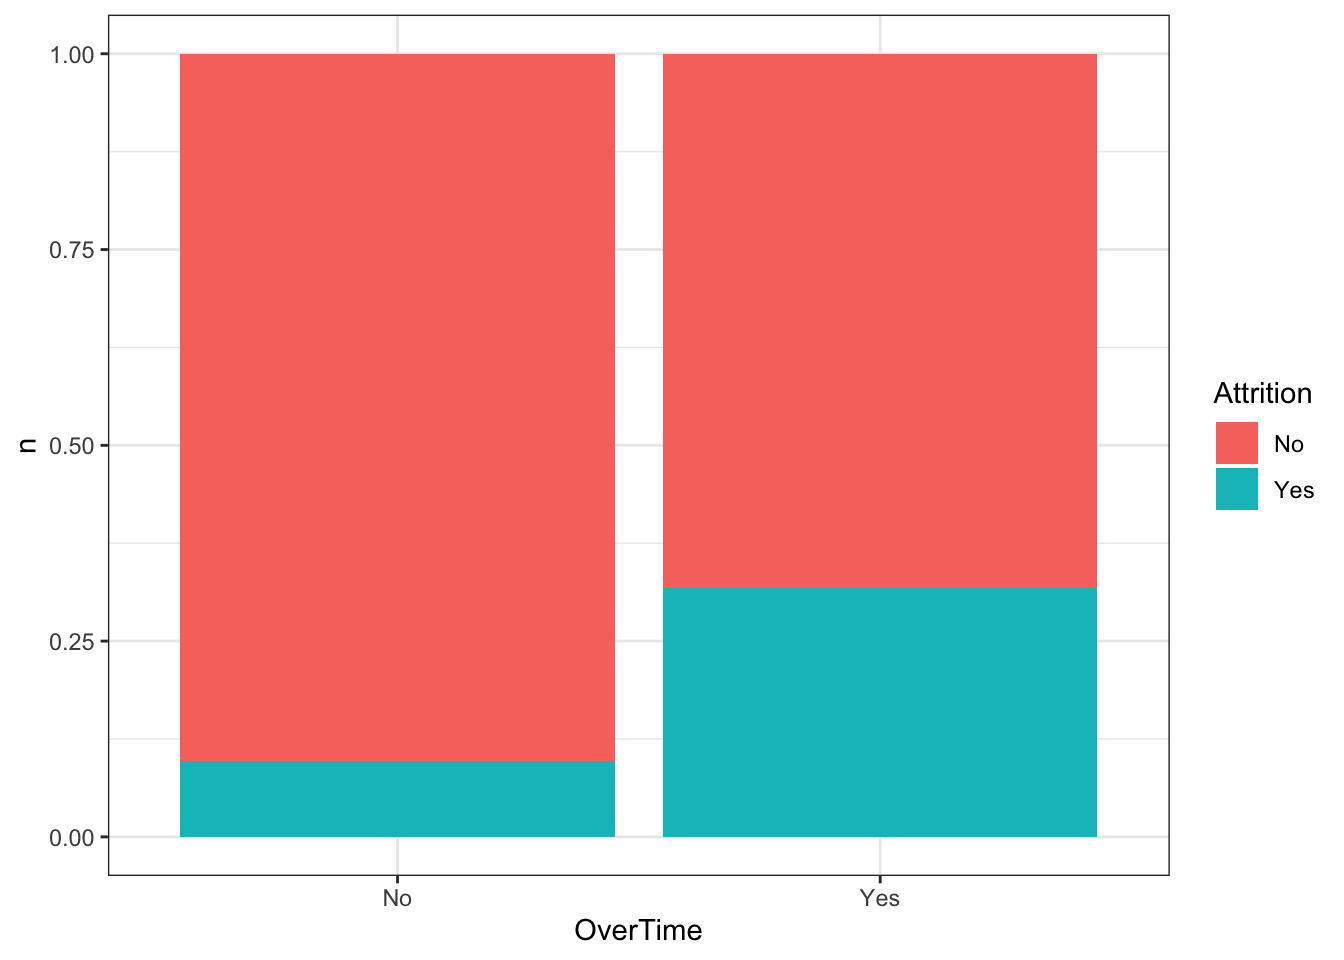 1.00
0.75
0.50
0.25
0.00
n
No
Yes
OverTime
Attrition
No
Yes